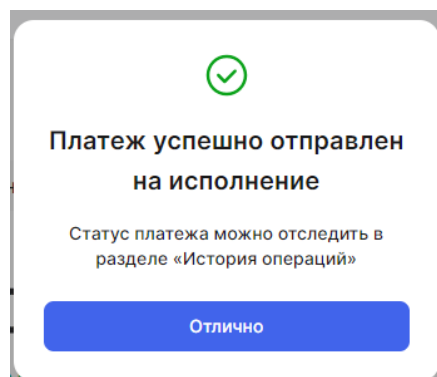 Платеж успешно отправлен
на исполнение
Статус платежа можно отследить в
разделе «История операций»
Отлично